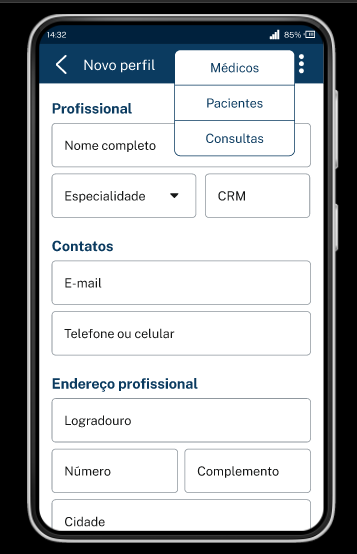 14:32
85%
Novo perfil
Médicos
Pacientes
Consultas
Profissional
Nome completo
Especialidade
CRM
Contatos
E-mail
Telefone ou celular
Endereço profissional
Logradouro
Número
Complemento
Cidade